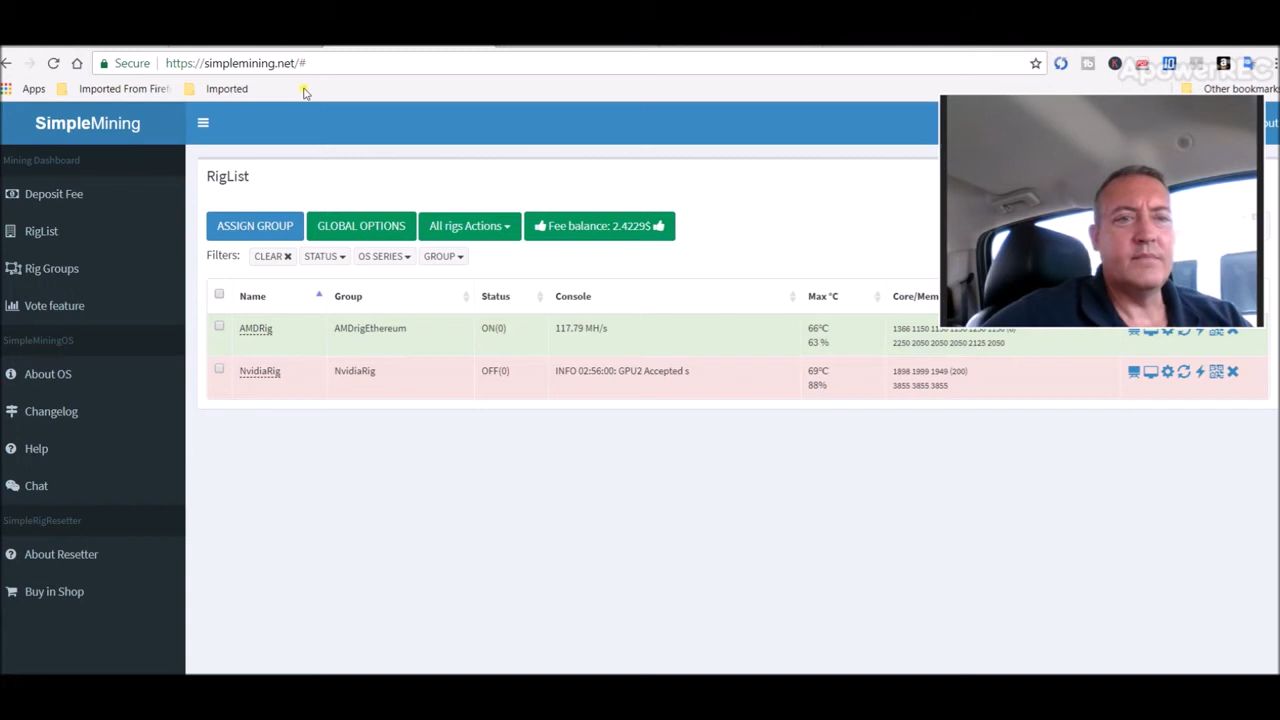 Secure https://simplemining.net/#
ApowerREC
Apps Imported From Firef Imported Other bookmark
SimpleMining
Mining Dashboard
Deposit Fee
RigList
Rig Groups
Vote feature
SimpleMiningOS
About OS
Changelog
Help
Chat
SimpleRigResetter
About Resetter
Buy in Shop
RigList
ASSIGN GROUP GLOBAL OPTIONS All rigs Actions Fee balance: 2.4229$
Filters: CLEAR STATUS OS SERIES GROUP
Name Group Status Console Max °C Core/Mem
AMDRig AMDrigEthereum ON(0) 117.79 MH/s 66°C
63 % 2250 2050 2050 2050 2125 2050
NvidiaRig NvidiaRig OFF(0) INFO 02:56:00: GPU2 Accepted s 69°C 1898 1999 1949 (200)
88% 3855 3855 3855